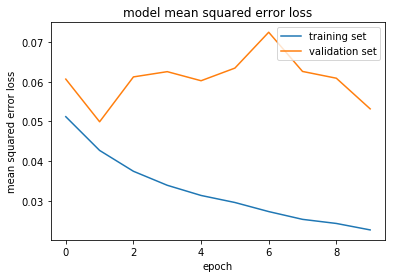 model mean squared error loss
training set
validation set
mean squared error loss
0.07
0.06
0.05
0.04
0.03
0 2 4 6 8
epoch